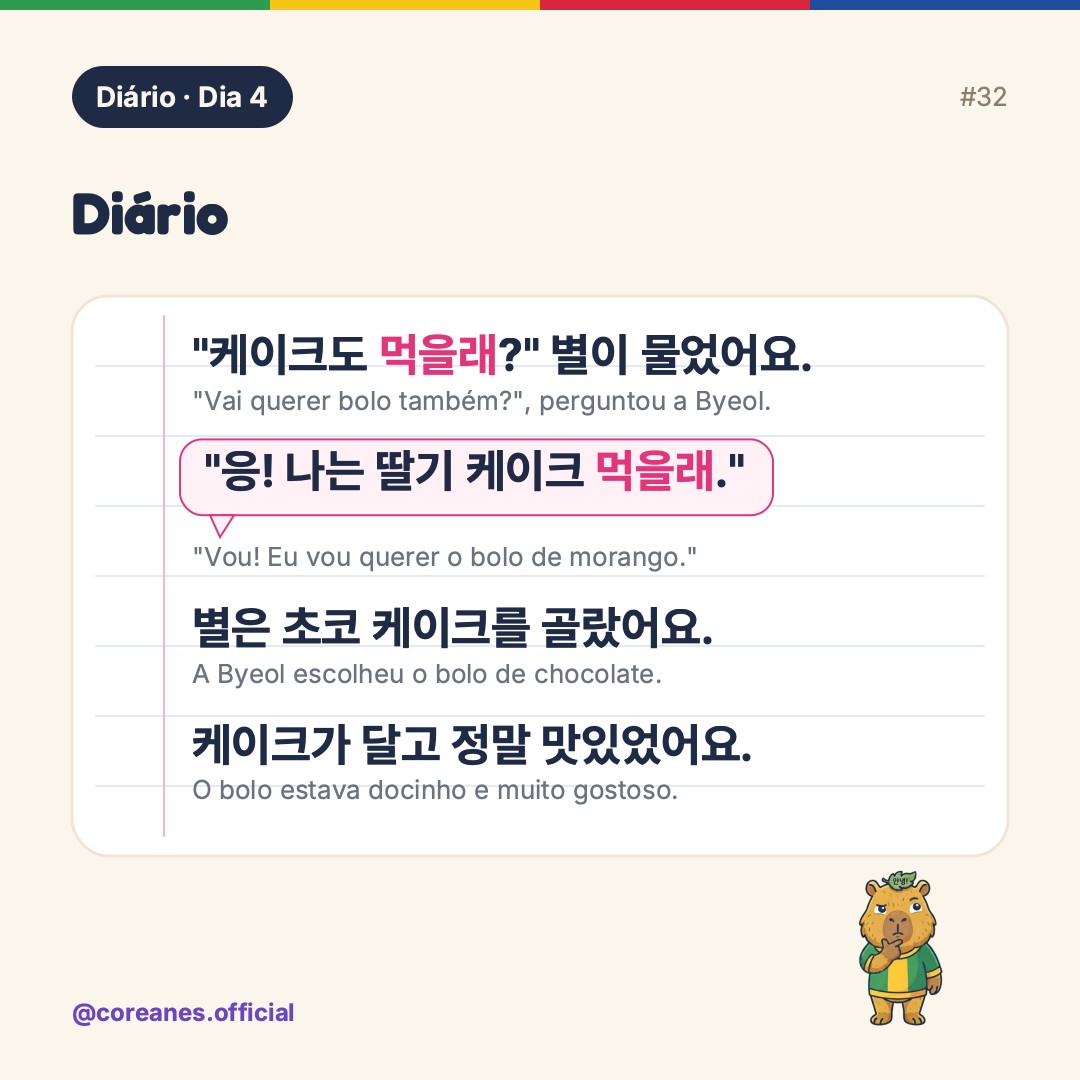 Diário · Dia 4
#32
Diário
"케이크도 먹을래?" 별이 물었어요.
"Vai querer bolo também?", perguntou a Byeol.
"응! 나는 딸기 케이크 먹을래."
"Vou! Eu vou querer o bolo de morango."
별은 초코 케이크를 골랐어요.
A Byeol escolheu o bolo de chocolate.
케이크가 달고 정말 맛있었어요.
O bolo estava docinho e muito gostoso.
안녕!
@coreanes.official